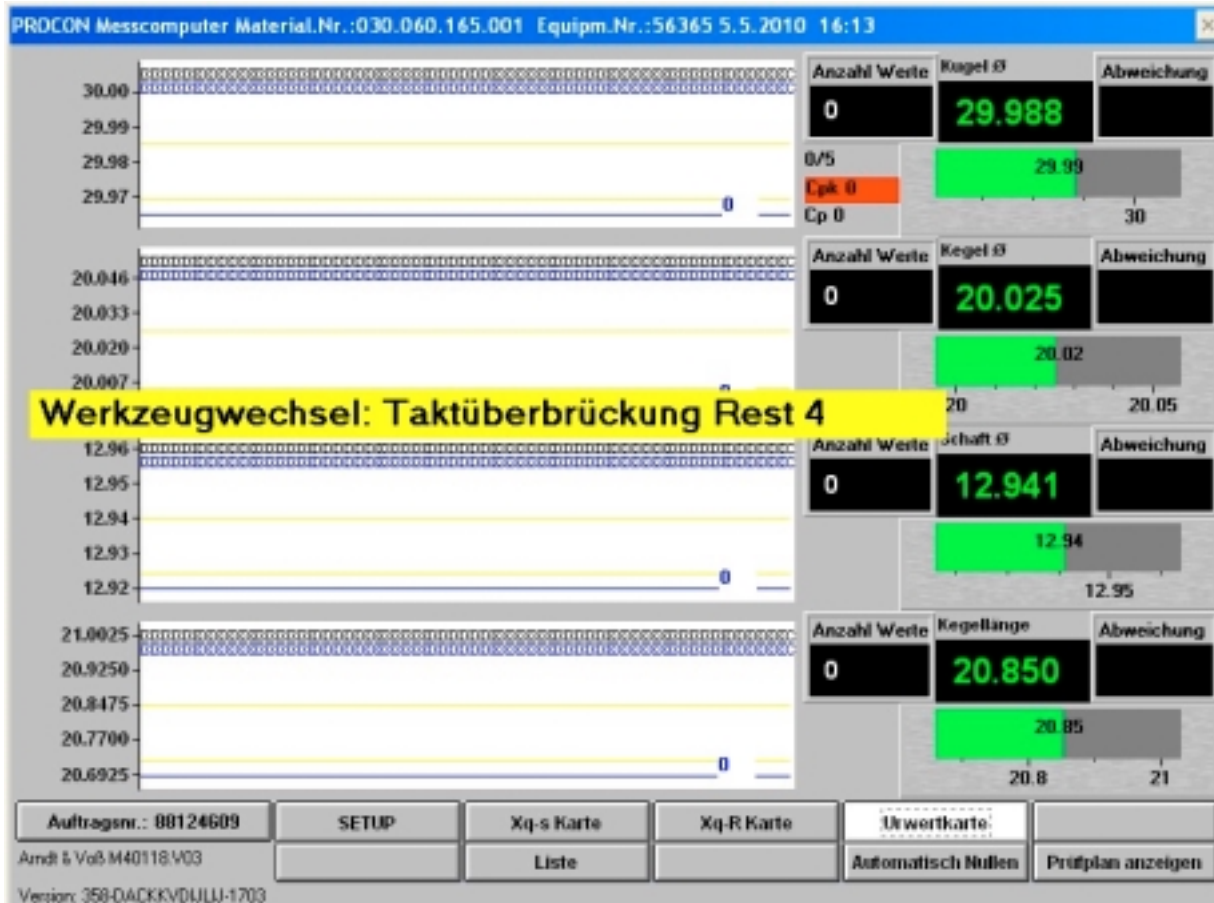 PROCON Messcomputer Material.Nr.:030.060.165.001 Equipm.Nr.:56365 5.5.2010 16:13
30.00
29.99
29.98
29.97
0
Anzahl Werte
Kugel Ø
Abweichung
0
29.988
0/5
Cpk 0
Cp 0
29.99
30
20.046
20.033
20.020
20.007
Anzahl Werte
Kegel Ø
Abweichung
0
20.025
20.02
20
20.05
Werkzeugwechsel: Taktüberbrückung Rest 4
12.96
12.95
12.94
12.93
12.92
0
Anzahl Werte
Schaft Ø
Abweichung
0
12.941
12.94
12.95
21.0025
20.9250
20.8475
20.7700
20.6925
0
Anzahl Werte
Kegellänge
Abweichung
0
20.850
20.85
20.8
21
Auftragsnr.: 88124609
SETUP
Xq-s Karte
Xq-R Karte
Urwertkarte
Arndt & Voß M40118.V03
Liste
Automatisch Nullen
Prüfplan anzeigen